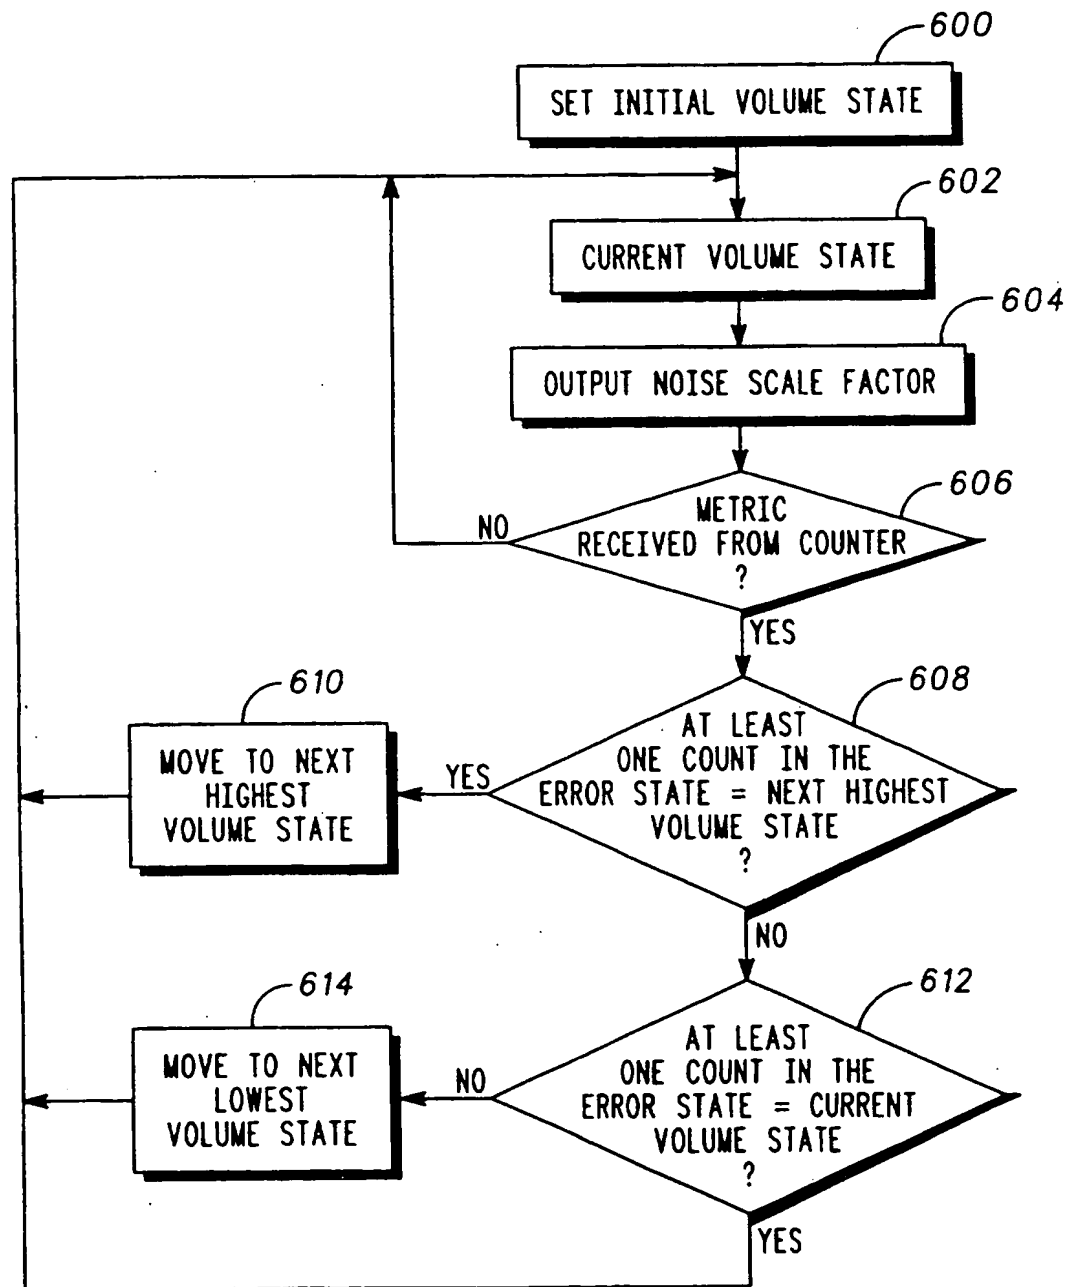 600
SET INITIAL VOLUME STATE
602
CURRENT VOLUME STATE
604
OUTPUT NOISE SCALE FACTOR
606
METRIC
RECEIVED FROM COUNTER
?
NO
YES
608
AT LEAST
ONE COUNT IN THE
ERROR STATE = NEXT HIGHEST
VOLUME STATE
?
YES
610
MOVE TO NEXT
HIGHEST
VOLUME STATE
NO
612
AT LEAST
ONE COUNT IN THE
ERROR STATE = CURRENT
VOLUME STATE
?
NO
614
MOVE TO NEXT
LOWEST
VOLUME STATE
YES